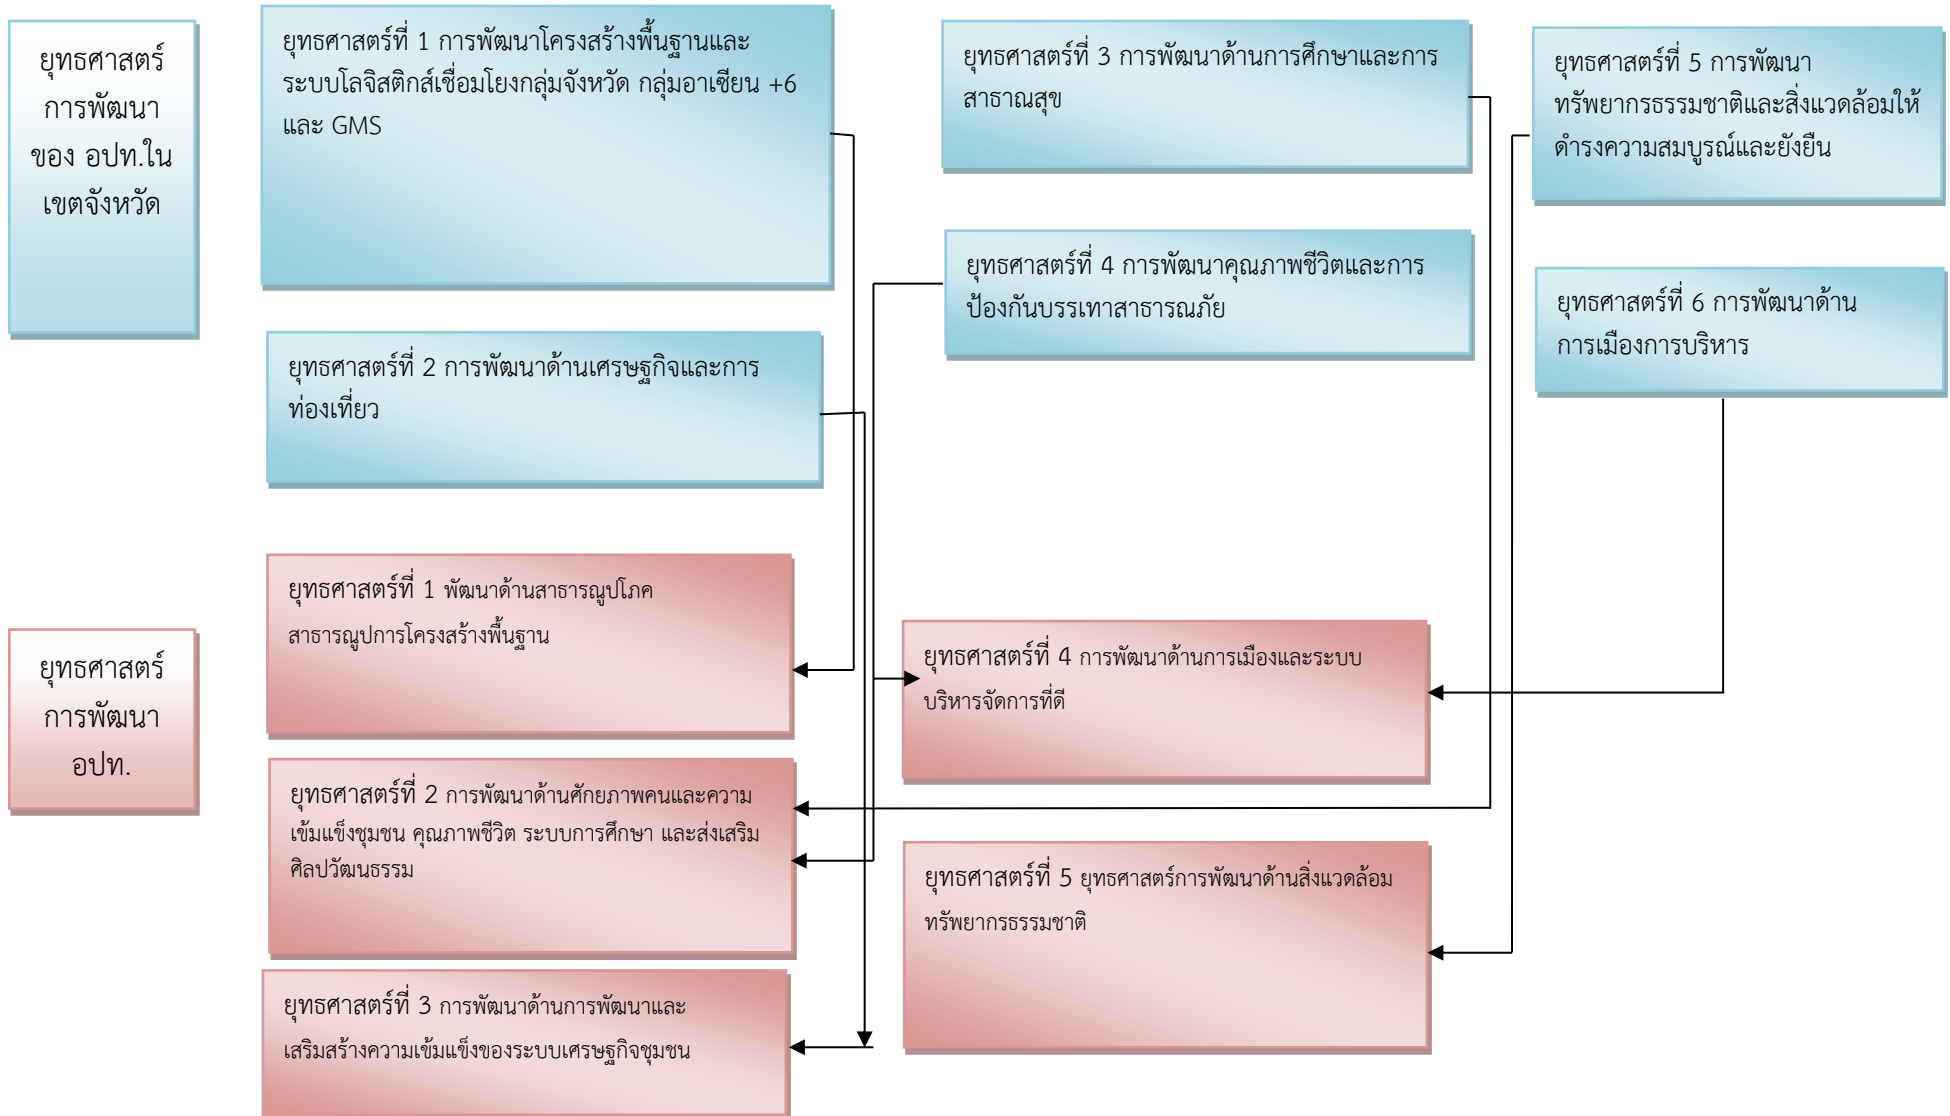 ยุทธศาสตร์
การพัฒนา
ของ อปท.ใน
เขตจังหวัด
ยุทธศาสตร์ที่ 1 การพัฒนาโครงสร้างพื้นฐานและ
ระบบโลจิสติกส์เชื่อมโยงกลุ่มจังหวัด กลุ่มอาเซียน +6
และ GMS
ยุทธศาสตร์ที่ 2 การพัฒนาด้านเศรษฐกิจและการ
ท่องเที่ยว
ยุทธศาสตร์ที่ 3 การพัฒนาด้านการศึกษาและการ
สาธาณสุข
ยุทธศาสตร์ที่ 4 การพัฒนาคุณภาพชีวิตและการ
ป้องกันบรรเทาสาธารณภัย
ยุทธศาสตร์ที่ 5 การพัฒนา
ทรัพยากรธรรมชาติและสิ่งแวดล้อมให้
ดำรงความสมบูรณ์และยั่งยืน
ยุทธศาสตร์ที่ 6 การพัฒนาด้าน
การเมืองการบริหาร
ยุทธศาสตร์
การพัฒนา
อปท.
ยุทธศาสตร์ที่ 1 พัฒนาด้านสาธารณูปโภค
สาธารณูปการโครงสร้างพื้นฐาน
ยุทธศาสตร์ที่ 2 การพัฒนาด้านศักยภาพคนและความ
เข้มแข็งชุมชน คุณภาพชีวิต ระบบการศึกษา และส่งเสริม
ศิลปวัฒนธรรม
ยุทธศาสตร์ที่ 3 การพัฒนาด้านการพัฒนาและ
เสริมสร้างความเข้มแข็งของระบบเศรษฐกิจชุมชน
ยุทธศาสตร์ที่ 4 การพัฒนาด้านการเมืองและระบบ
บริหารจัดการที่ดี
ยุทธศาสตร์ที่ 5 ยุทธศาสตร์การพัฒนาด้านสิ่งแวดล้อม
ทรัพยากรธรรมชาติ